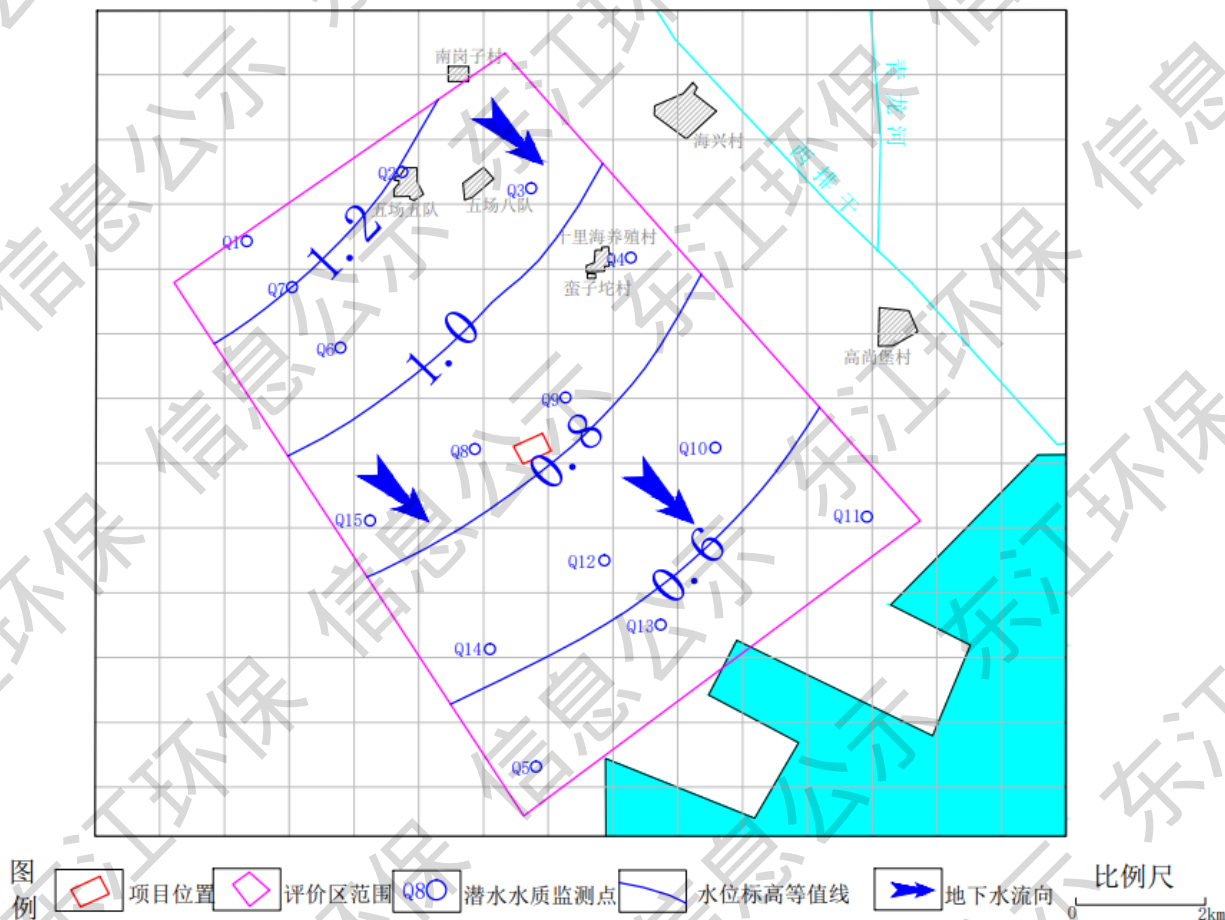 南岗子村
海兴村
青龙河
西排干
Q2
五场五队
五场八队
Q3
Q1
1.2
十里海养殖村
Q4
蛮子坨村
Q7
Q6
1.0
高尚堡村
Q9
0.8
Q8
Q10
Q15
Q11
Q12
0.6
Q13
Q14
Q5
图例
项目位置
评价区范围
Q8
潜水水质监测点
水位标高等值线
地下水流向
比例尺
0 2km
东江环保 信息公示